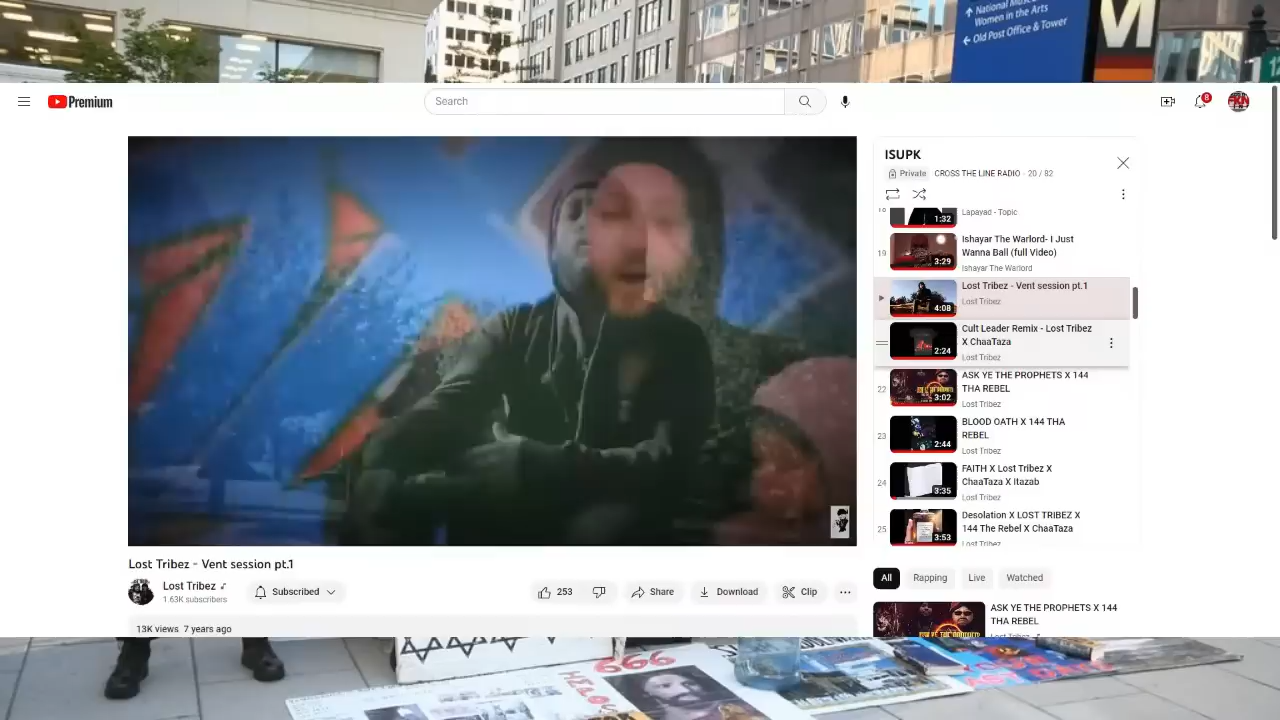 ↑ National Museum
Women in the Arts
← Old Post Office & Tower
M
12
Premium
Search
8
ISUPK
Private CROSS THE LINE RADIO - 20 / 82
18
1:32
Lapayad - Topic
19
3:29
Ishayar The Warlord- I Just
Wanna Ball (full Video)
Ishayar The Warlord
4:08
Lost Tribez - Vent session pt.1
Lost Tribez
2:24
Cult Leader Remix - Lost Tribez
X ChaaTaza
Lost Tribez
22
3:02
ASK YE THE PROPHETS X 144
THA REBEL
Lost Tribez
23
2:44
BLOOD OATH X 144 THA
REBEL
Lost Tribez
24
3:35
FAITH X Lost Tribez X
ChaaTaza X Itazab
Lost Tribez
25
3:53
Desolation X LOST TRIBEZ X
144 The Rebel X ChaaTaza
Lost Tribez
Lost Tribez - Vent session pt.1
Lost Tribez
1.63K subscribers
Subscribed
253
Share
Download
Clip
13K views 7 years ago
All
Rapping
Live
Watched
ASK YE THE PROPHETS X 144
THA REBEL
Lost Tribez
666